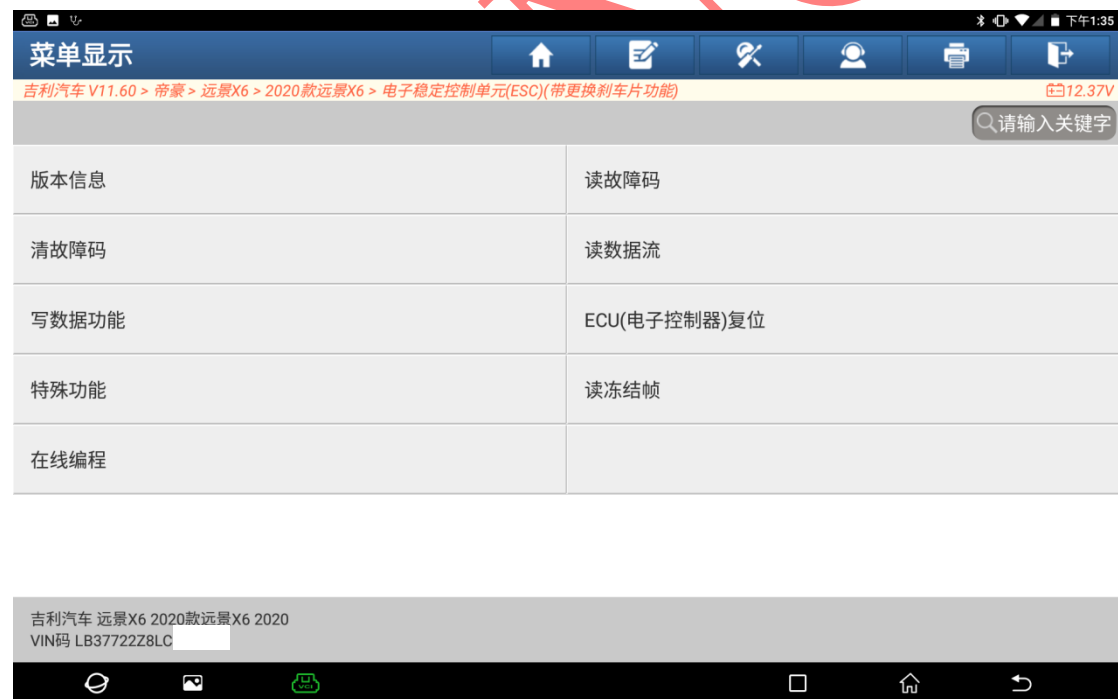 下午1:35
菜单显示
吉利汽车 V11.60 > 帝豪 > 远景X6 > 2020款远景X6 > 电子稳定控制单元(ESC)(带更换刹车片功能)
12.37V
请输入关键字
版本信息
读故障码
清故障码
读数据流
写数据功能
ECU(电子控制器)复位
特殊功能
读冻结帧
在线编程
吉利汽车 远景X6 2020款远景X6 2020
VIN码 LB37722Z8LC
VCI